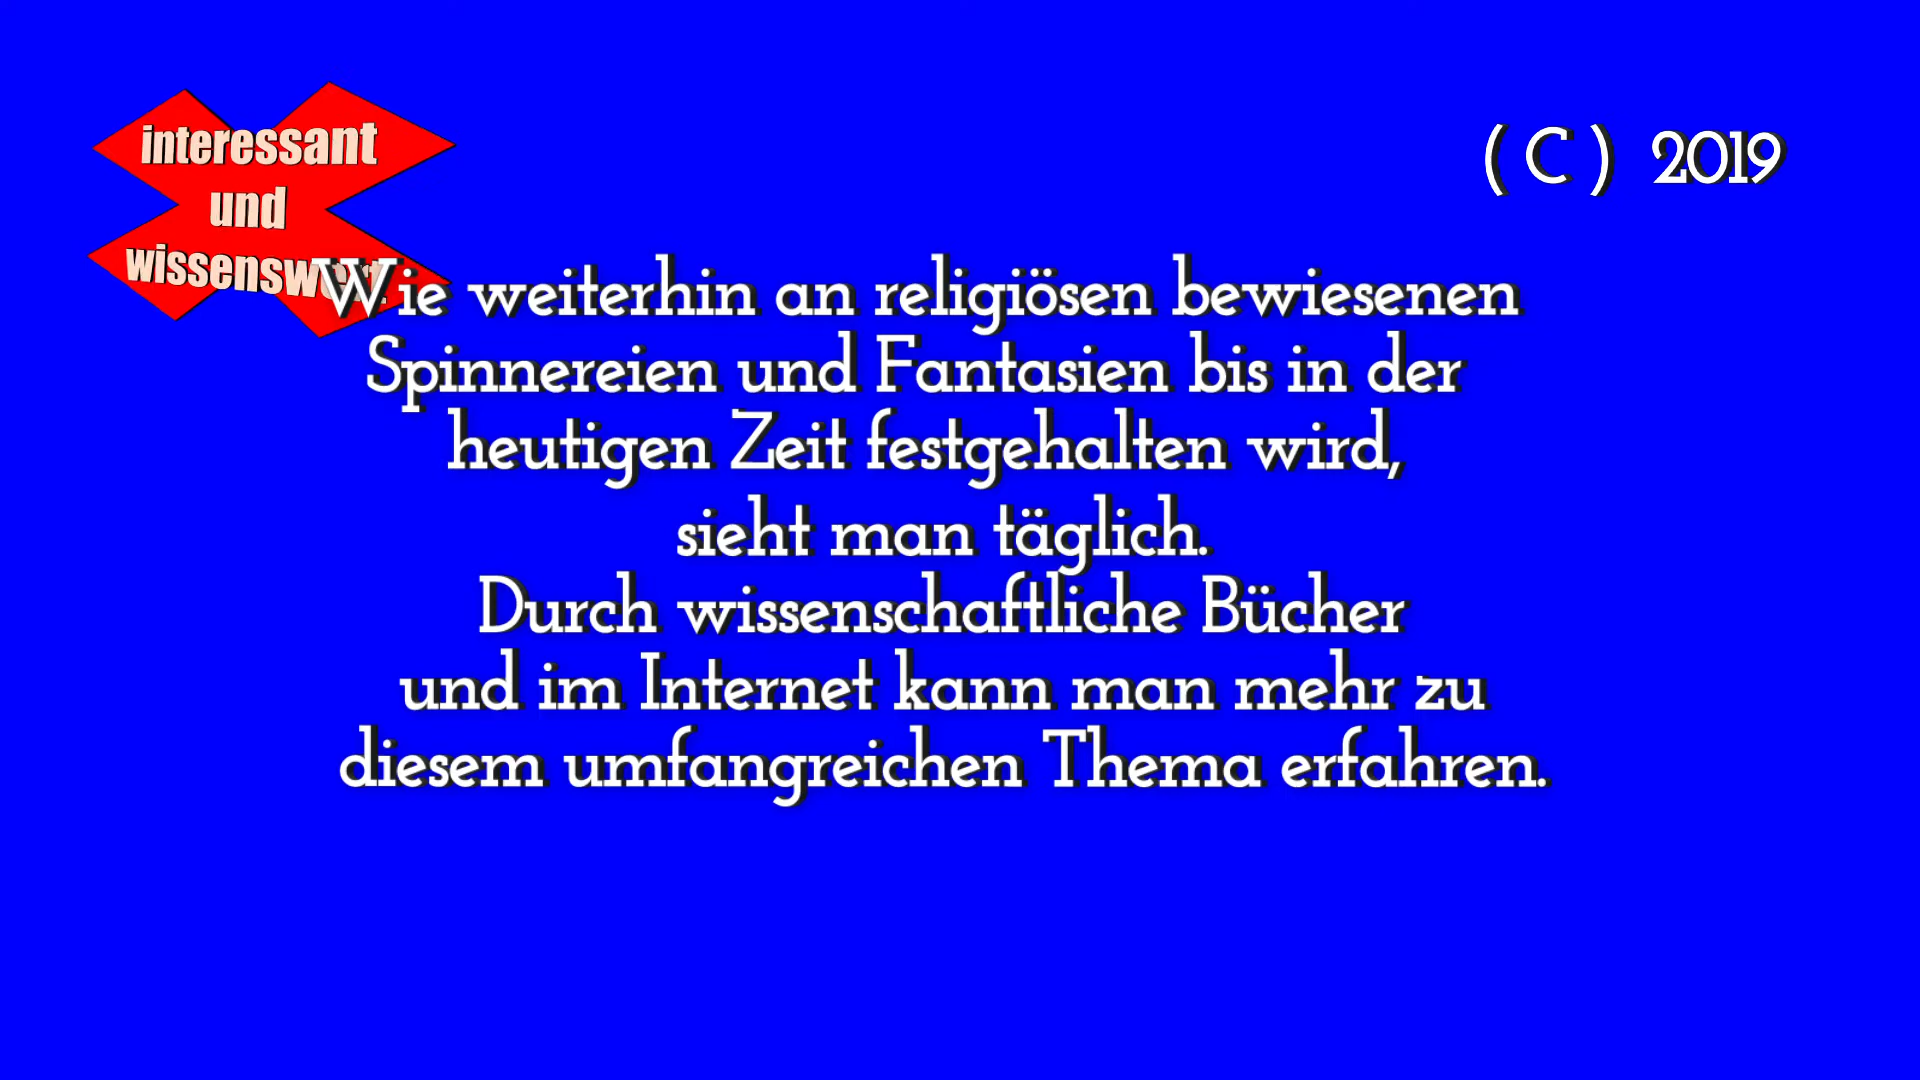 interessant
und
( C ) 2019
Wie weiterhin an religiösen bewiesenen
Spinnereien und Fantasien bis in der
heutigen Zeit festgehalten wird,
sieht man täglich.
Durch wissenschaftliche Bücher
und im Internet kann man mehr zu
diesem umfangreichen Thema erfahren.